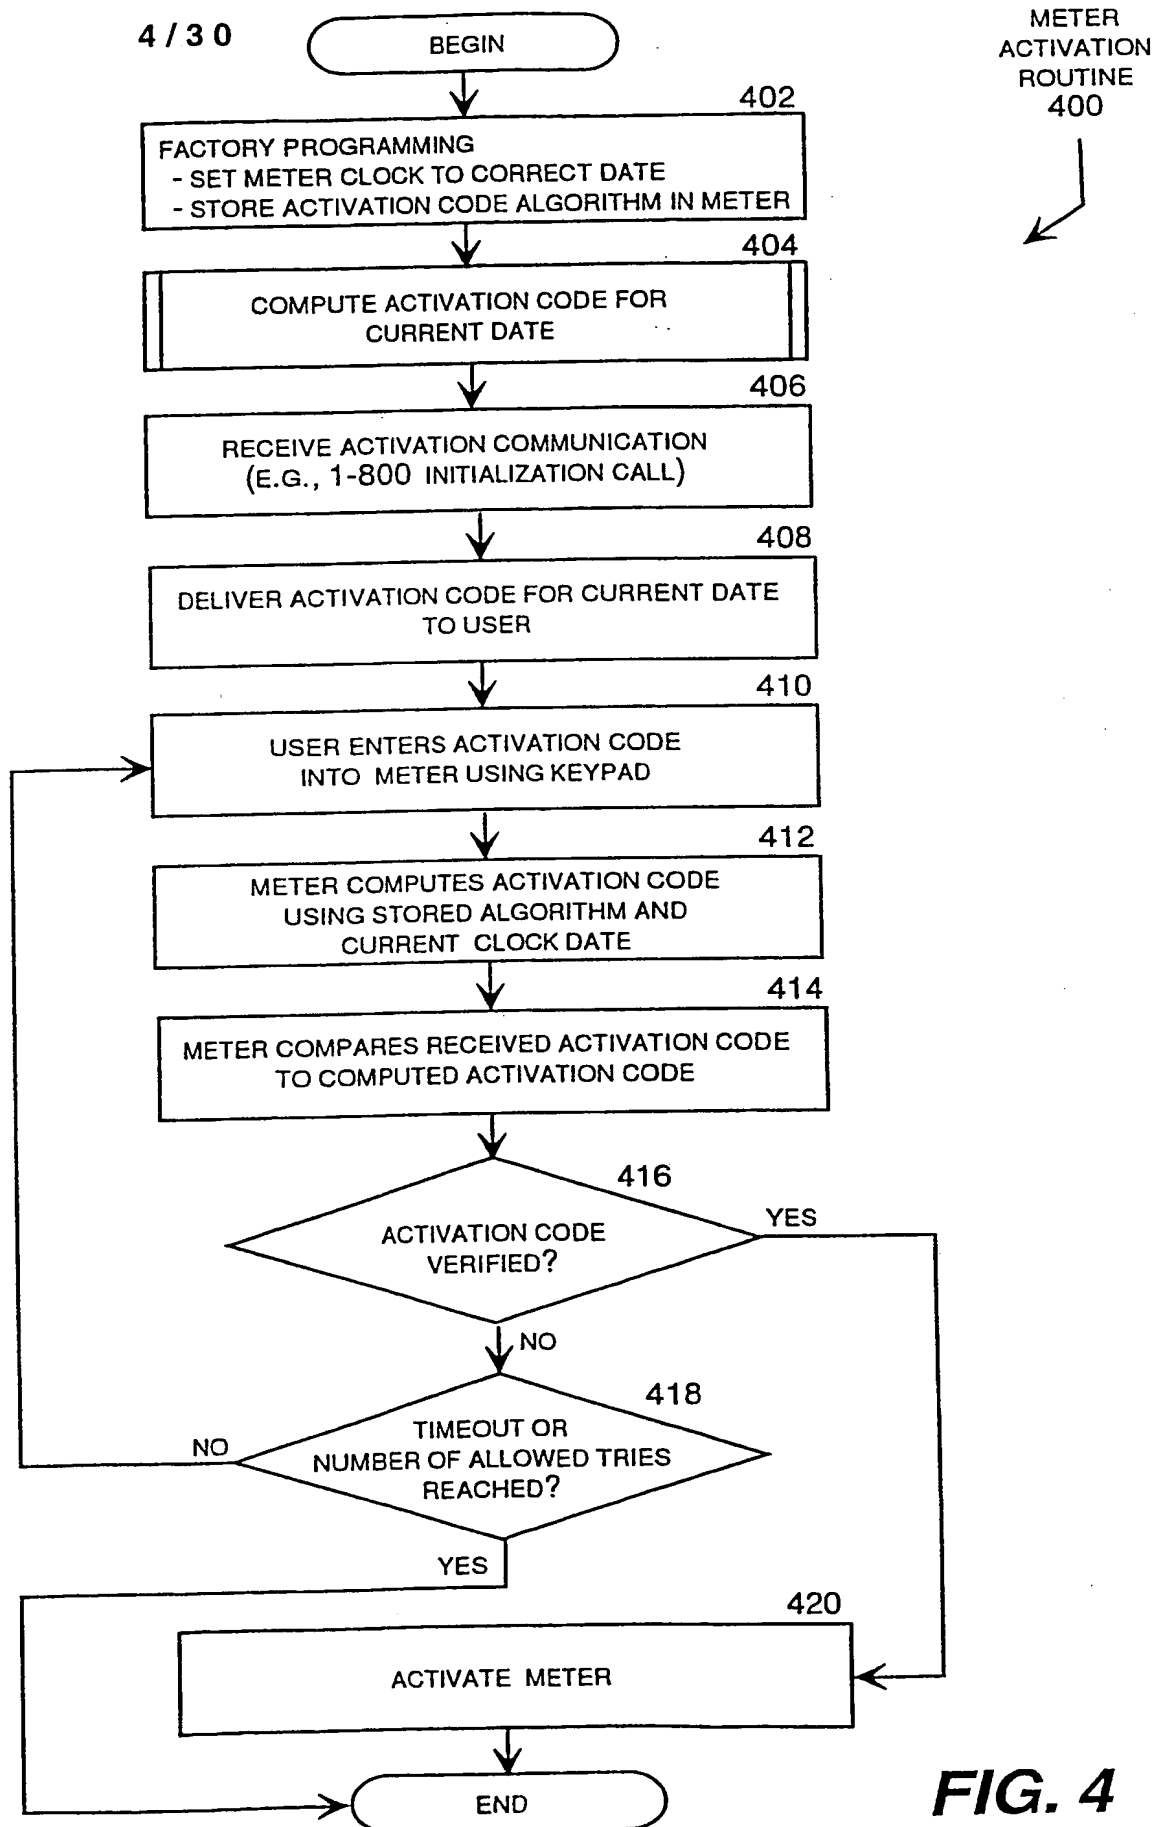 4/30
BEGIN
METER
ACTIVATION
ROUTINE
400
402
FACTORY PROGRAMMING
- SET METER CLOCK TO CORRECT DATE
- STORE ACTIVATION CODE ALGORITHM IN METER
404
COMPUTE ACTIVATION CODE FOR
CURRENT DATE
406
RECEIVE ACTIVATION COMMUNICATION
(E.G., 1-800 INITIALIZATION CALL)
408
DELIVER ACTIVATION CODE FOR CURRENT DATE
TO USER
410
USER ENTERS ACTIVATION CODE
INTO METER USING KEYPAD
412
METER COMPUTES ACTIVATION CODE
USING STORED ALGORITHM AND
CURRENT CLOCK DATE
414
METER COMPARES RECEIVED ACTIVATION CODE
TO COMPUTED ACTIVATION CODE
416
ACTIVATION CODE
VERIFIED?
YES
NO
418
TIMEOUT OR
NUMBER OF ALLOWED TRIES
REACHED?
NO
YES
420
ACTIVATE METER
END
FIG. 4